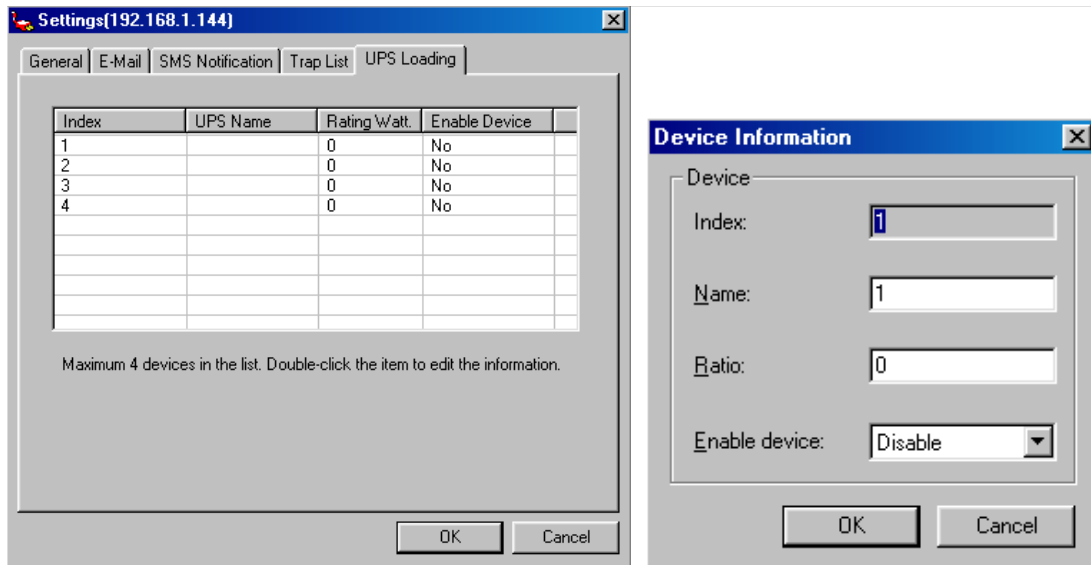 Settings(192.168.1.144)
General E-Mail SMS Notification Trap List UPS Loading
Index UPS Name Rating Watt. Enable Device
1 0 No
2 0 No
3 0 No
4 0 No
Maximum 4 devices in the list. Double-click the item to edit the information.
OK Cancel
Device Information
Device
Index: 1
Name: 1
Ratio: 0
Enable device: Disable
OK Cancel